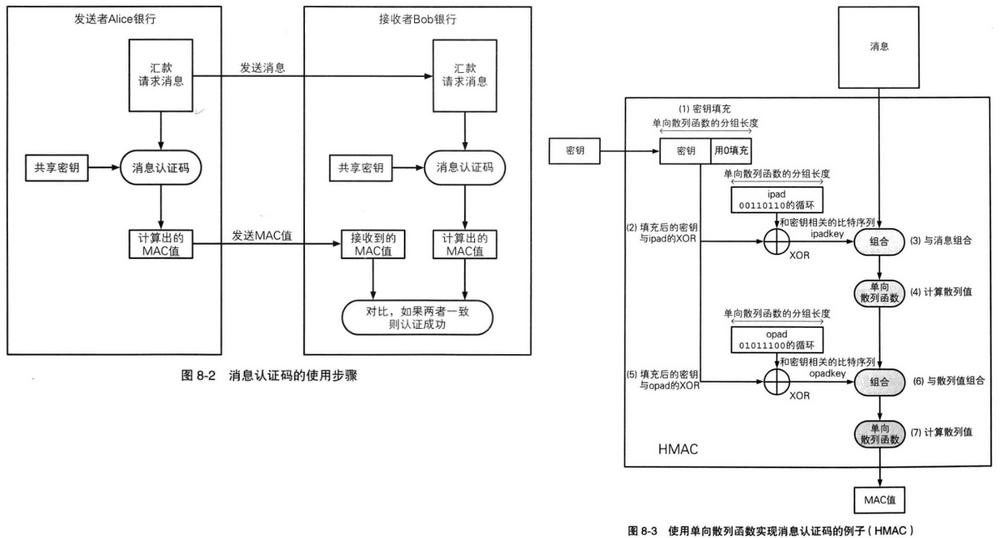 发送者Alice银行
接收者Bob银行
汇款
请求消息
发送消息
汇款
请求消息
共享密钥
消息认证码
共享密钥
消息认证码
计算出的
MAC值
发送MAC值
接收到的
MAC值
计算出的
MAC值
对比，如果两者一致
则认证成功
图 8-2 消息认证码的使用步骤
消息
(1) 密钥填充
单向散列函数的分组长度
密钥
密钥
用0填充
单向散列函数的分组长度
ipad
00110110的循环
(2) 填充后的密钥
与ipad的XOR
和密钥相关的比特序列
ipadkey
XOR
组合
(3) 与消息组合
单向
散列函数
(4) 计算散列值
单向散列函数的分组长度
opad
01011100的循环
(5) 填充后的密钥
与opad的XOR
和密钥相关的比特序列
opadkey
XOR
组合
(6) 与散列值组合
单向
散列函数
(7) 计算散列值
HMAC
MAC值
图 8-3 使用单向散列函数实现消息认证码的例子（HMAC）